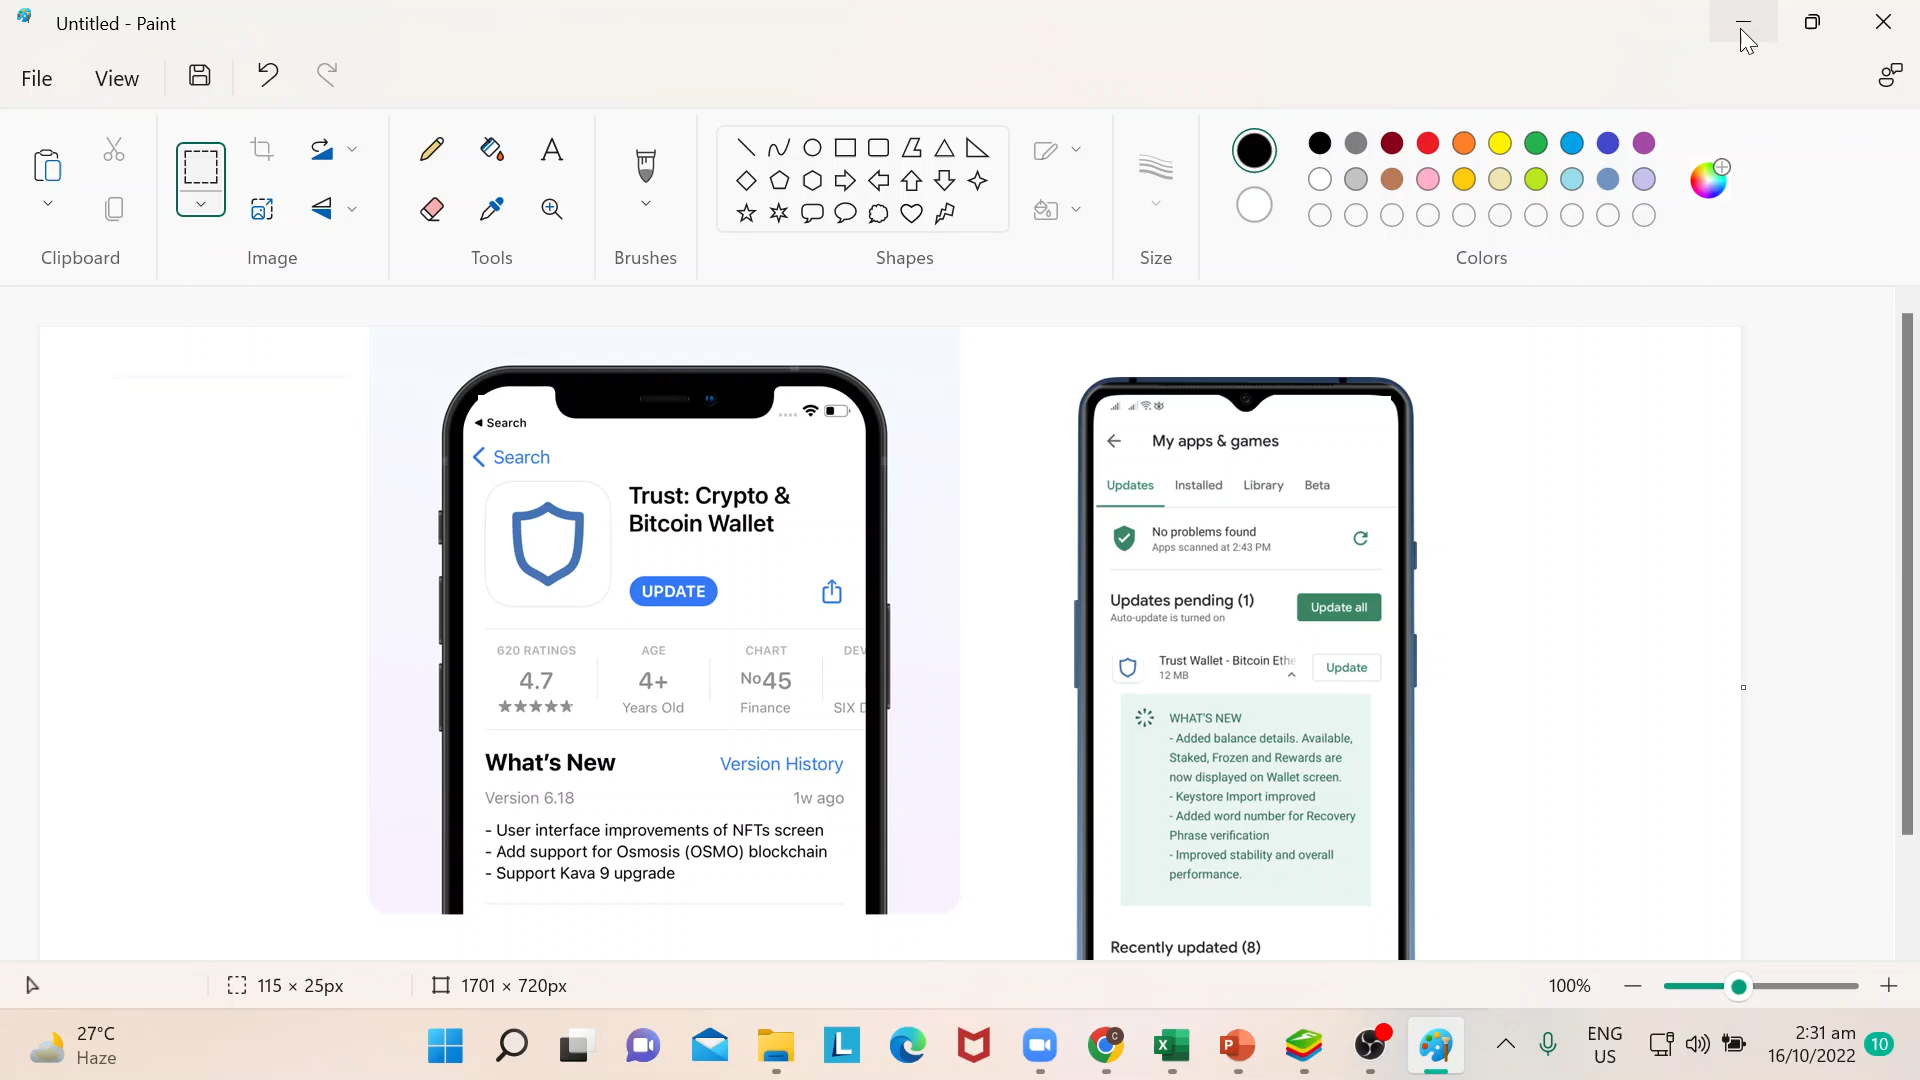 Untitled - Paint
File View
Clipboard Image Tools Brushes Shapes Size Colors
Search
Search
Trust: Crypto &
Bitcoin Wallet
UPDATE
620 RATINGS AGE CHART DEV
4.7 4+ No45
Years Old Finance SIX D
What's New Version History
Version 6.18 1w ago
- User interface improvements of NFTs screen
- Add support for Osmosis (OSMO) blockchain
- Support Kava 9 upgrade
My apps & games
Updates Installed Library Beta
No problems found
Apps scanned at 2:43 PM
Updates pending (1) Update all
Auto-update is turned on
Trust Wallet - Bitcoin Ethe Update
12 MB
WHAT'S NEW
- Added balance details. Available,
Staked, Frozen and Rewards are
now displayed on Wallet screen.
- Keystore Import improved
- Added word number for Recovery
Phrase verification
- Improved stability and overall
performance.
Recently updated (8)
115 × 25px 1701 × 720px 100%
27°C
Haze
L
C
ENG
US
2:31 am
16/10/2022
10